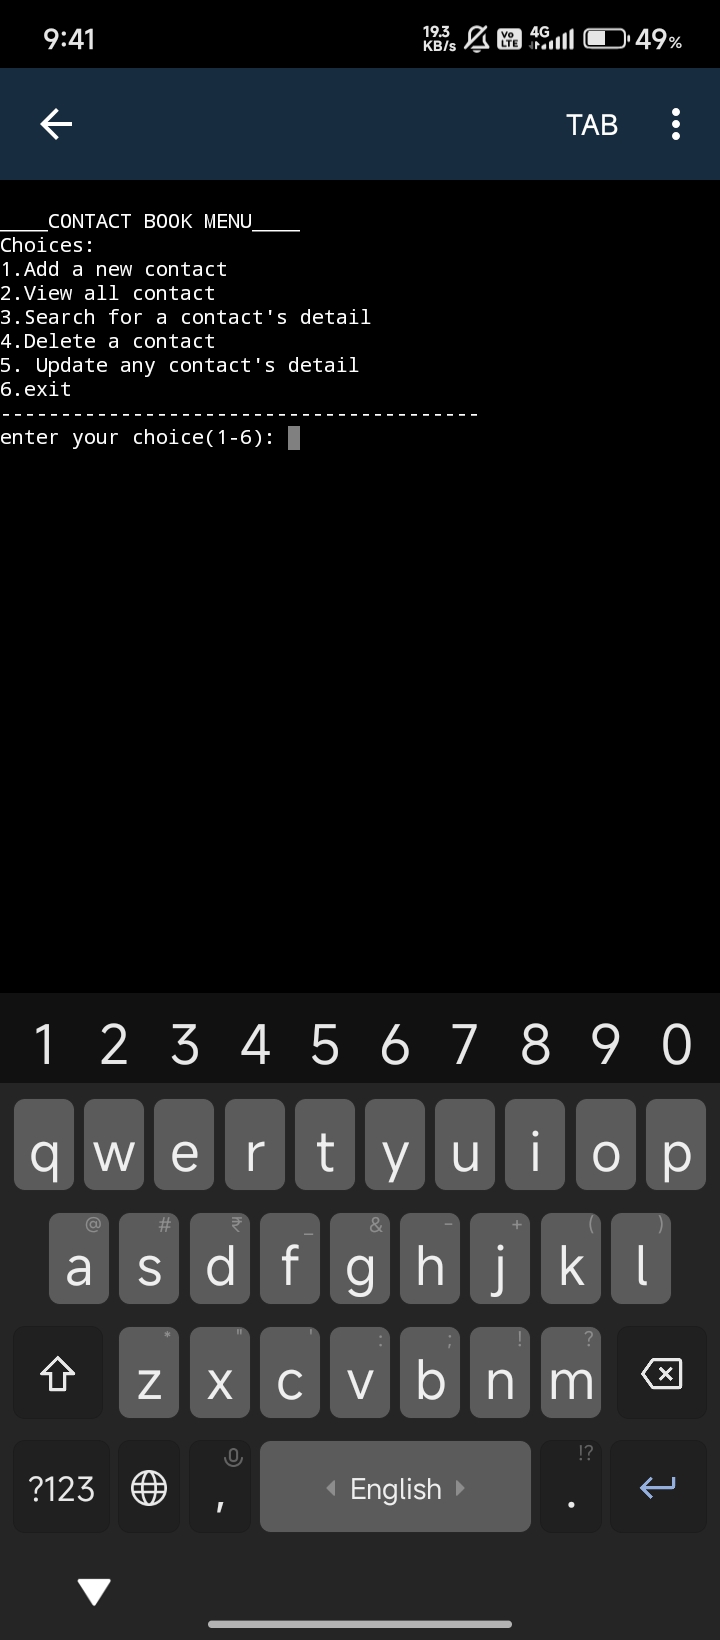 9:41 19.3 KB/s Vo LTE 4G 49%
TAB
____CONTACT BOOK MENU____
Choices:
1.Add a new contact
2.View all contact
3.Search for a contact's detail
4.Delete a contact
5. Update any contact's detail
6.exit
----------------------------------------
enter your choice(1-6):
1 2 3 4 5 6 7 8 9 0
q w e r t y u i o p
@ # ₹ _ & - + ( )
a s d f g h j k l
* " ' : ; ! ?
z x c v b n m
!?
?123 , English .